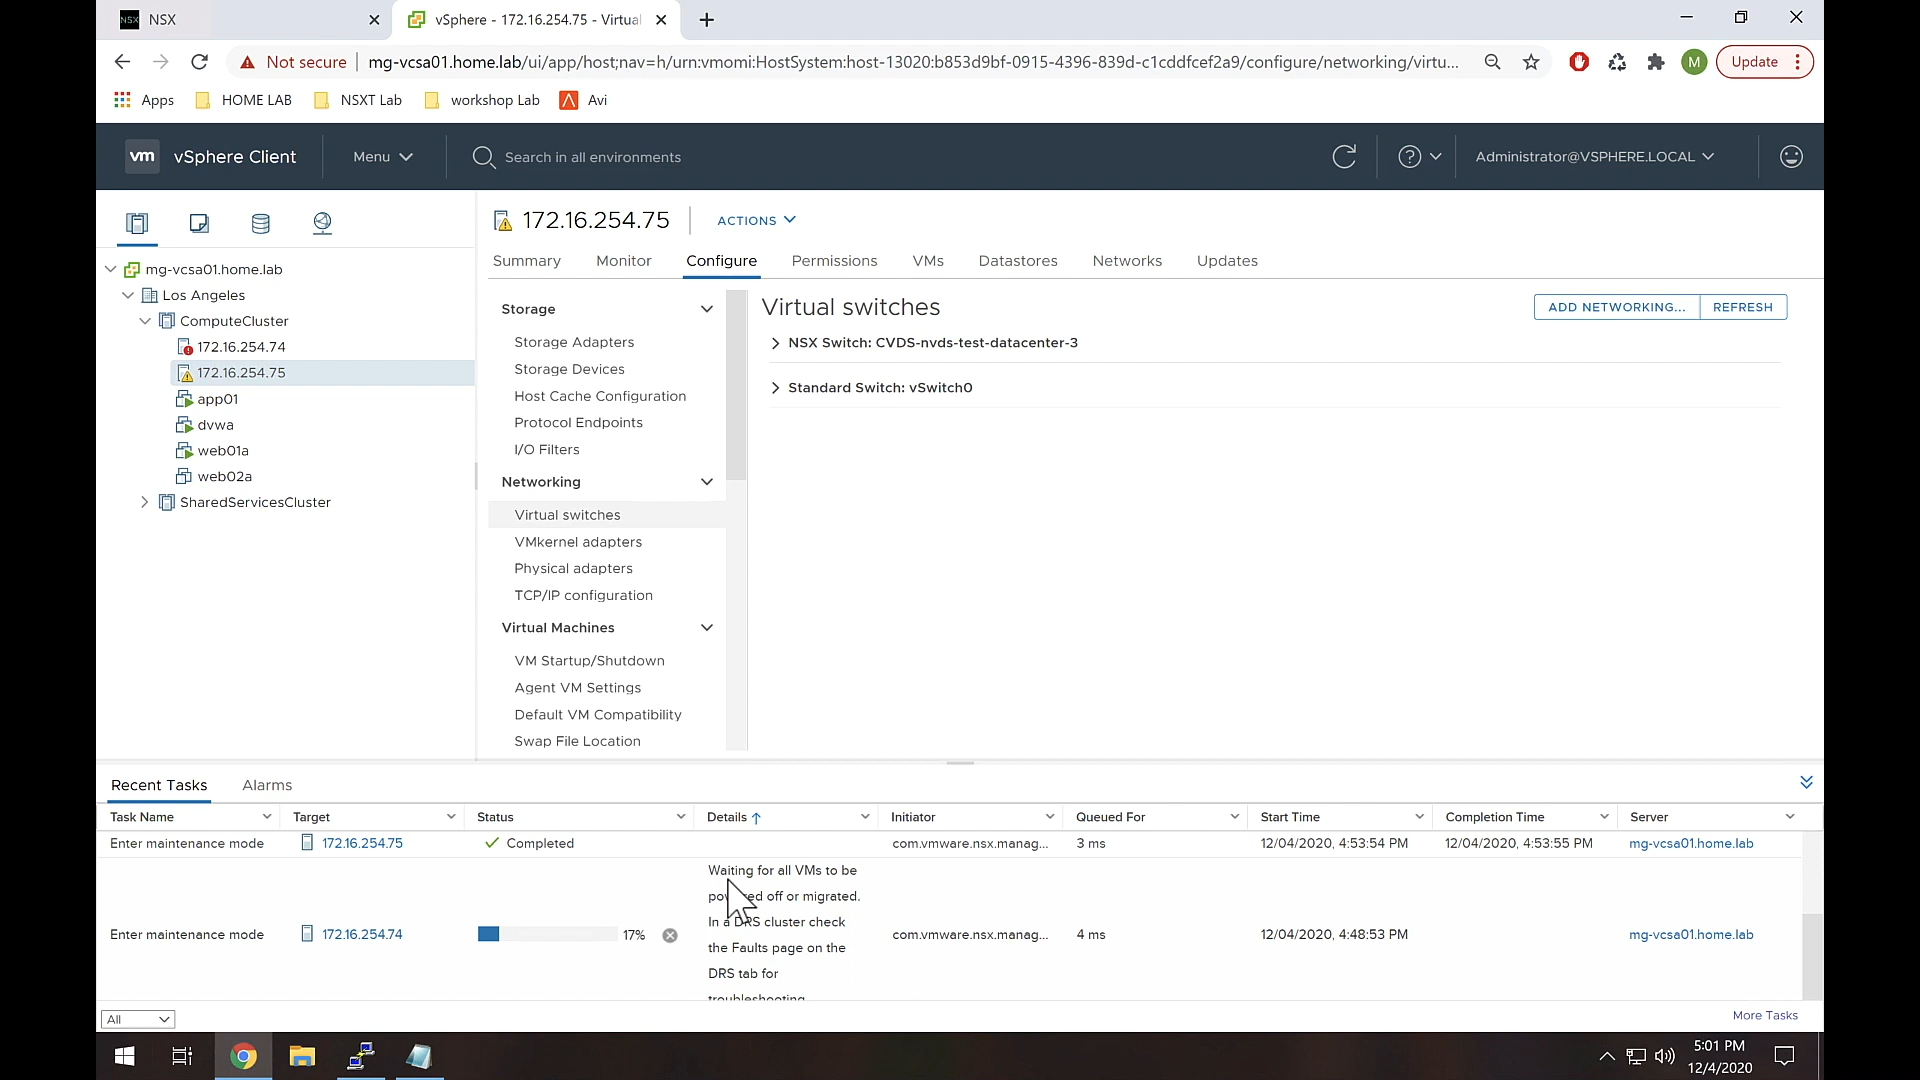 NSX NSX
vSphere - 172.16.254.75 - Virtual
Not secure mg-vcsa01.home.lab/ui/app/host;nav=h/urn:vmomi:HostSystem:host-13020:b853d9bf-0915-4396-839d-c1cddfcef2a9/configure/networking/virtu...
M Update
Apps HOME LAB NSXT Lab workshop Lab Avi
vm vSphere Client Menu Search in all environments Administrator@VSPHERE.LOCAL
172.16.254.75 ACTIONS
Summary Monitor Configure Permissions VMs Datastores Networks Updates
mg-vcsa01.home.lab
Los Angeles
ComputeCluster
172.16.254.74
172.16.254.75
app01
dvwa
web01a
web02a
SharedServicesCluster
Storage
Storage Adapters
Storage Devices
Host Cache Configuration
Protocol Endpoints
I/O Filters
Networking
Virtual switches
VMkernel adapters
Physical adapters
TCP/IP configuration
Virtual Machines
VM Startup/Shutdown
Agent VM Settings
Default VM Compatibility
Swap File Location
Virtual switches
ADD NETWORKING... REFRESH
NSX Switch: CVDS-nvds-test-datacenter-3
Standard Switch: vSwitch0
Recent Tasks Alarms
Task Name Target Status Details Initiator Queued For Start Time Completion Time Server
Enter maintenance mode 172.16.254.75 Completed com.vmware.nsx.manag... 3 ms 12/04/2020, 4:53:54 PM 12/04/2020, 4:53:55 PM mg-vcsa01.home.lab
Enter maintenance mode 172.16.254.74 17%
Waiting for all VMs to be
powered off or migrated.
In a DRS cluster check
the Faults page on the
DRS tab for
troubleshooting
com.vmware.nsx.manag... 4 ms 12/04/2020, 4:48:53 PM mg-vcsa01.home.lab
All More Tasks
5:01 PM
12/4/2020